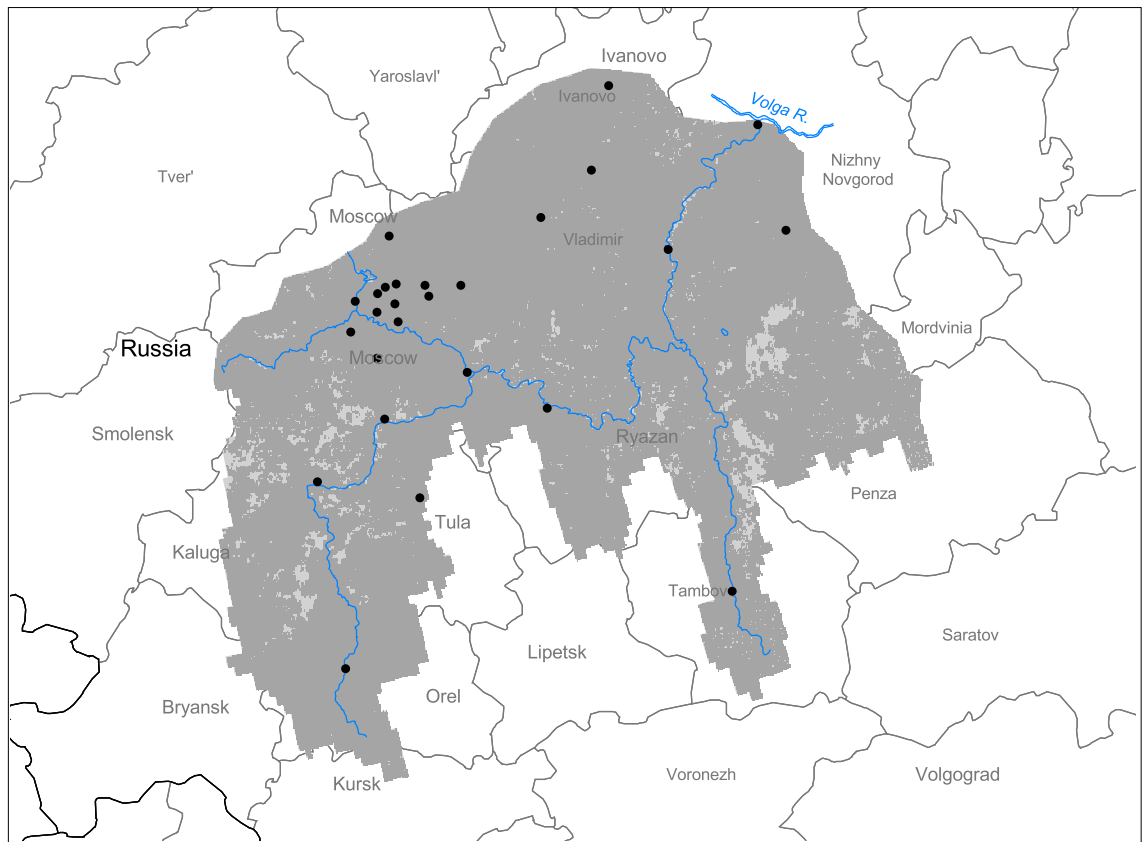 Ivanovo
Yaroslavl'
Ivanovo
Volga R.
Nizhny
Novgorod
Tver'
Moscow
Vladimir
Mordvinia
Russia
Moscow
Smolensk
Ryazan
Penza
Tula
Kaluga
Tambov
Saratov
Lipetsk
Orel
Bryansk
Voronezh
Volgograd
Kursk